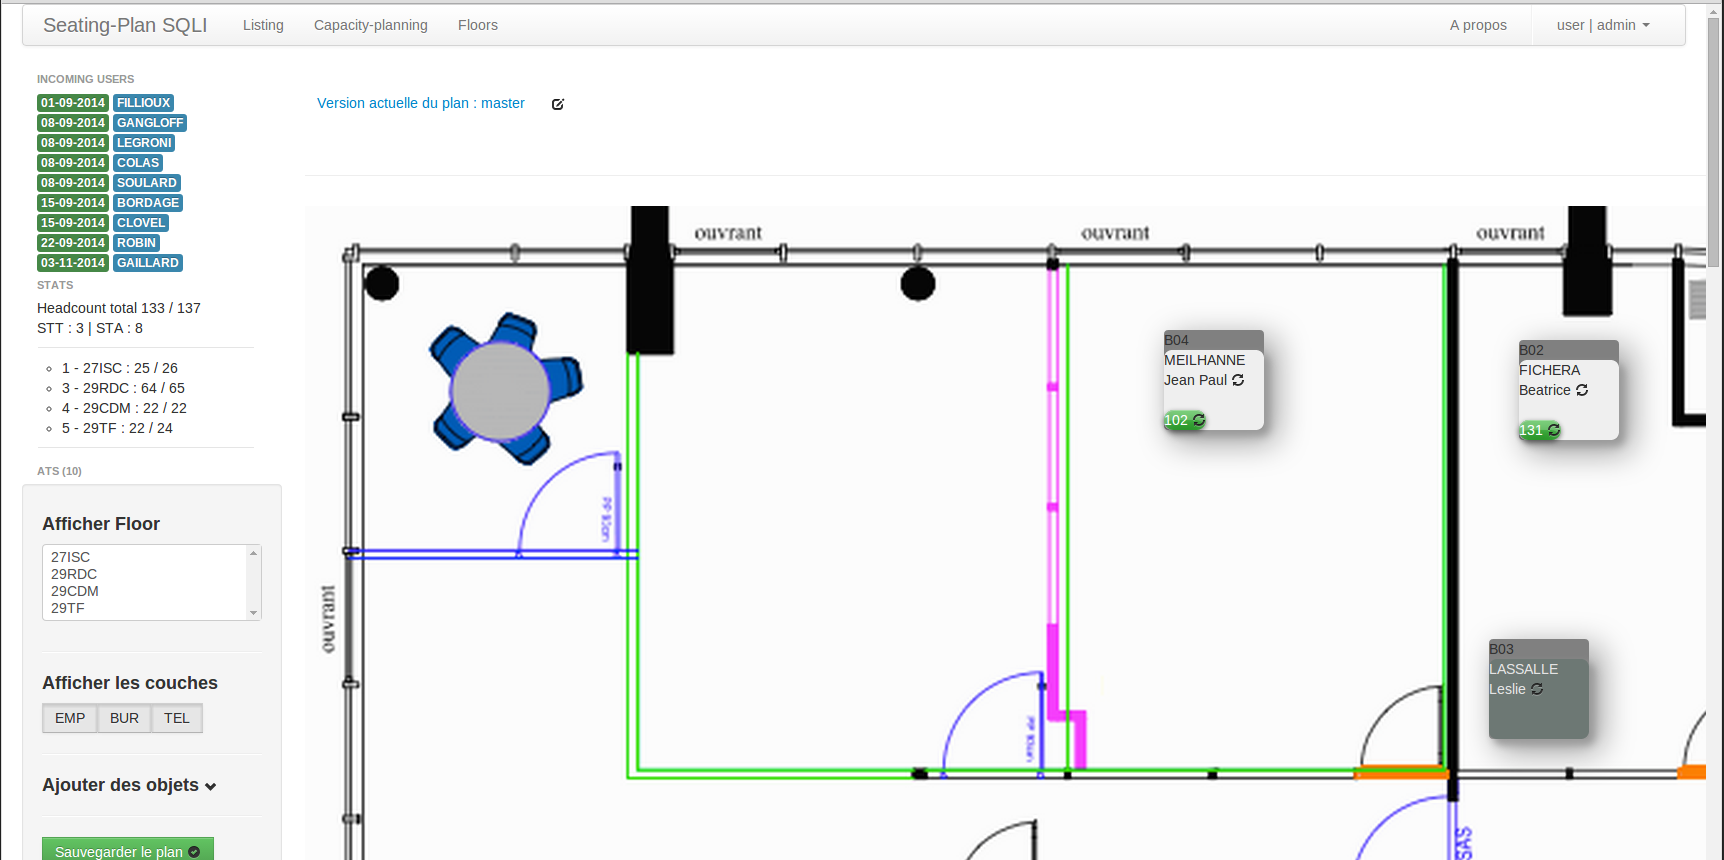 Seating-Plan SQLI Listing Capacity-planning Floors A propos user | admin
INCOMING USERS
01-09-2014 FILLIOUX
08-09-2014 GANGLOFF
08-09-2014 LEGRONI
08-09-2014 COLAS
08-09-2014 SOULARD
15-09-2014 BORDAGE
15-09-2014 CLOVEL
22-09-2014 ROBIN
03-11-2014 GAILLARD
STATS
Headcount total 133 / 137
STT : 3 | STA : 8
1 - 27ISC : 25 / 26
3 - 29RDC : 64 / 65
4 - 29CDM : 22 / 22
5 - 29TF : 22 / 24
ATS (10)
Afficher Floor
27ISC
29RDC
29CDM
29TF
Afficher les couches
EMP BUR TEL
Ajouter des objets
Sauvegarder le plan
Version actuelle du plan : master
ouvrant ouvrant ouvrant
B04
MEILHANNE
Jean Paul
102
B02
FICHERA
Beatrice
131
ouvrant
B03
LASSALLE
Leslie
SAS